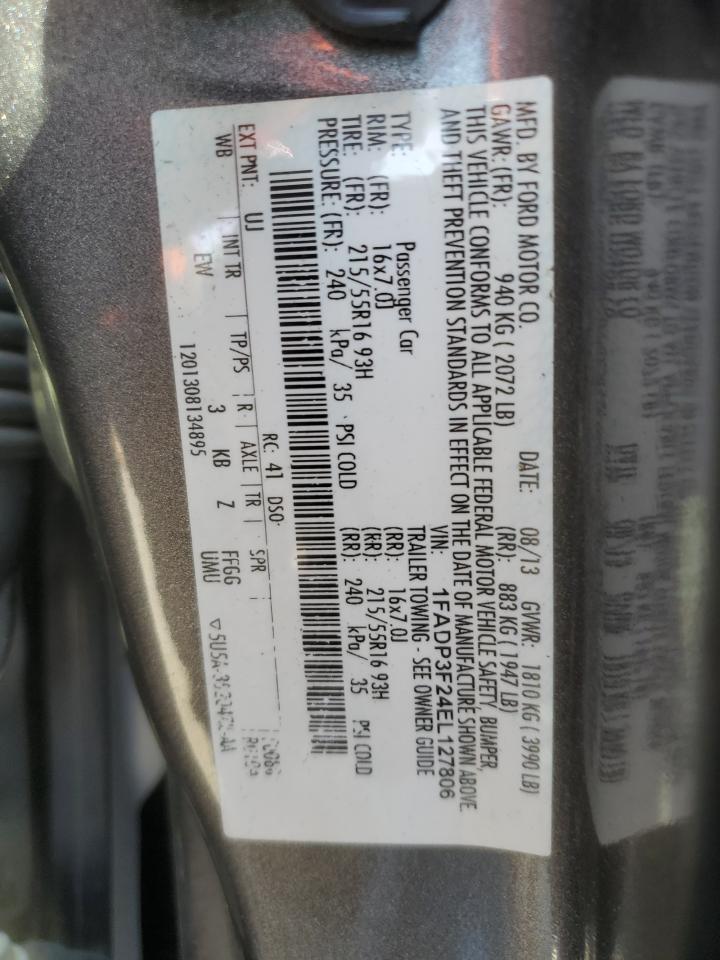 MFD. BY FORD MOTOR CO.
DATE: 08/13 GVWR: 1810 KG ( 3990 LB)
GAWR: (FR): 940 KG ( 2072 LB) (RR): 883 KG ( 1947 LB)
THIS VEHICLE CONFORMS TO ALL APPLICABLE FEDERAL MOTOR VEHICLE SAFETY, BUMPER,
AND THEFT PREVENTION STANDARDS IN EFFECT ON THE DATE OF MANUFACTURE SHOWN ABOVE.
VIN: 1FADP3F24EL127806
TYPE: Passenger Car TRAILER TOWING - SEE OWNER GUIDE
RIM: (FR): 16x7.0J (RR): 16x7.0J
TIRE: (FR): 215/55R16 93H (RR): 215/55R16 93H
PRESSURE: (FR): 240 kPa/ 35 PSI COLD (RR): 240 kPa/ 35 PSI COLD
EXT PNT: UJ RC: 41 DSO:
WB INT TR TP/PS R AXLE TR SPR
EW 3 KB Z FFGG
UMU
1201308134895